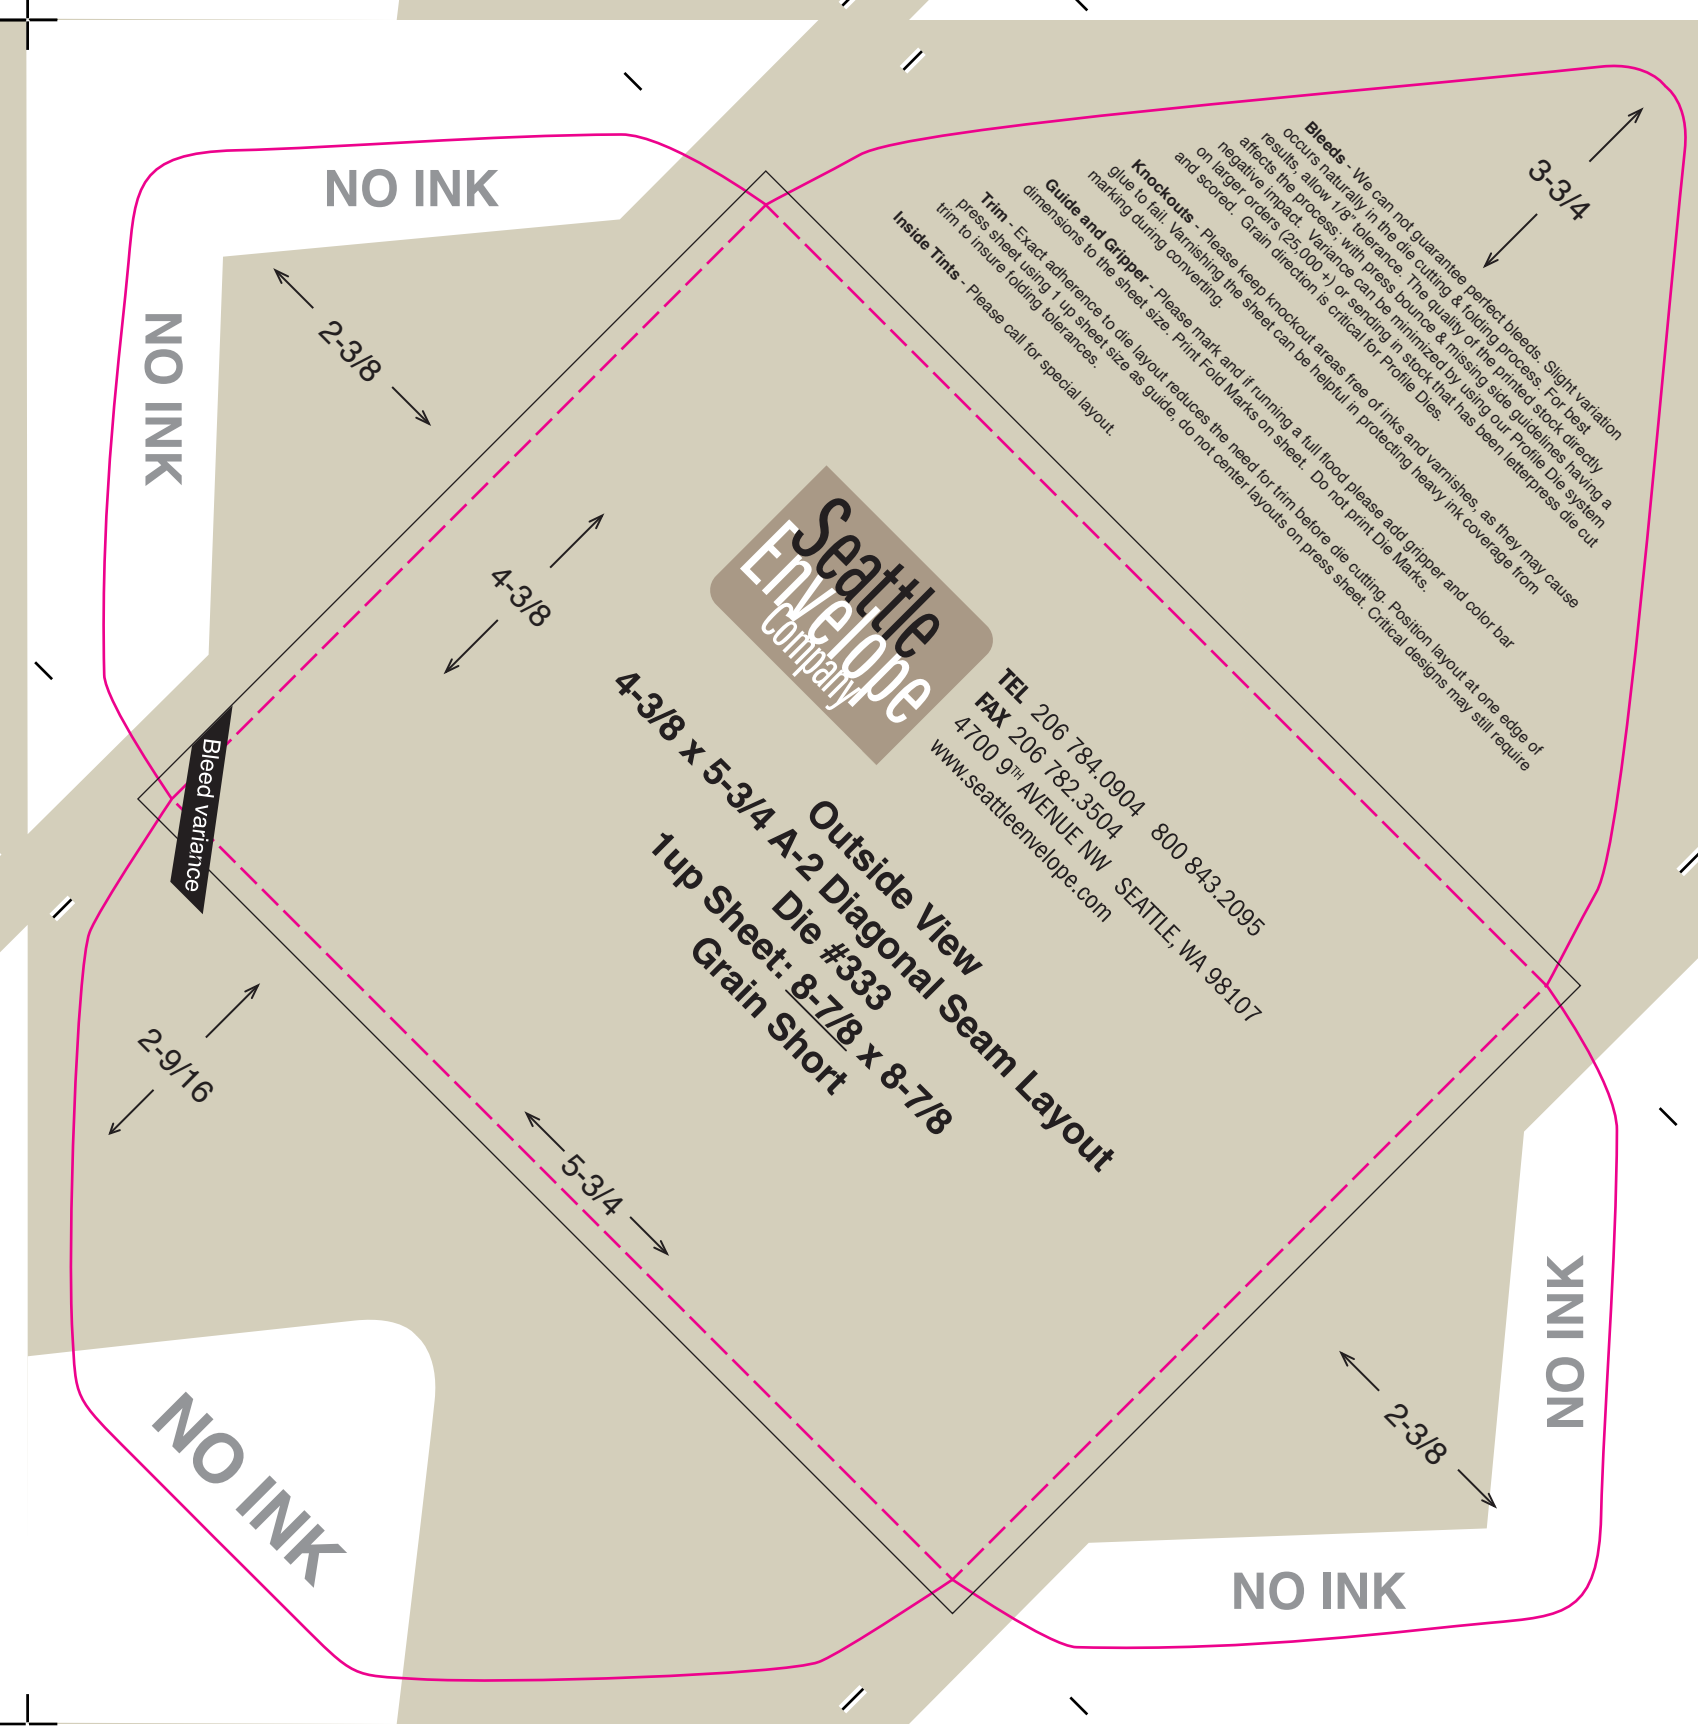 Bleeds - We can not guarantee perfect bleeds. Slight variation
occurs naturally in the die cutting & folding process. For best
results, allow 1/8" tolerance. The quality of the printed stock directly
affects the process; with press bounce & missing side guidelines having a
negative impact. Variance can be minimized by using our Profile Die system
on larger orders (25,000 +) or sending in stock that has been letterpress die cut
and scored. Grain direction is critical for Profile Dies.
Knockouts - Please keep knockout areas free of inks and varnishes, as they may cause
glue to fail. Varnishing the sheet can be helpful in protecting heavy ink coverage from
marking during converting.
Guide and Gripper - Please mark and if running a full flood please add gripper and color bar
dimensions to the sheet size. Print Fold Marks on sheet. Do not print Die Marks.
Trim - Exact adherence to die layout reduces the need for trim before die cutting. Position layout at one edge of
press sheet using 1 up sheet size as guide, do not center layouts on press sheet. Critical designs may still require
trim to insure folding tolerances.
Inside Tints - Please call for special layout.
3-3/4
NO INK
NO INK
2-3/8
4-3/8
Seattle
Envelope
Company
TEL 206 784.0904 800 843.2095
FAX 206 782.3504
4700 9TH AVENUE NW SEATTLE, WA 98107
www.seattleenvelope.com
Outside View
4-3/8 x 5-3/4 A-2 Diagonal Seam Layout
Die #333
1up Sheet: 8-7/8 x 8-7/8
Grain Short
Bleed variance
2-9/16
5-3/4
NO INK
2-3/8
NO INK
NO INK